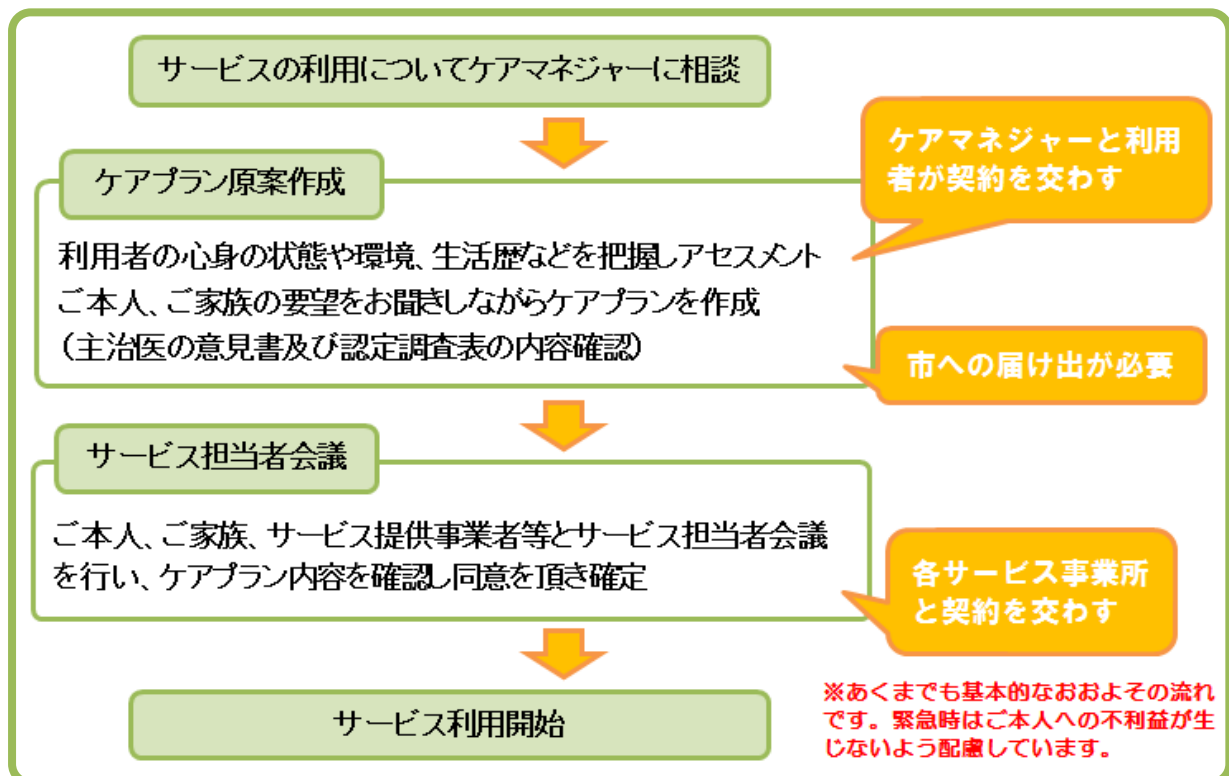 サービスの利用についてケアマネジャーに相談
ケアマネジャーと利用
者が契約を交わす
ケアプラン原案作成
利用者の心身の状態や環境、生活歴などを把握しアセスメント
ご本人、ご家族の要望をお聞きしながらケアプランを作成
（主治医の意見書及び認定調査表の内容確認）
市への届け出が必要
サービス担当者会議
ご本人、ご家族、サービス提供事業者等とサービス担当者会議
を行い、ケアプラン内容を確認し同意を頂き確定
各サービス事業所
と契約を交わす
サービス利用開始
※あくまでも基本的なおおよその流れ
です。緊急時はご本人への不利益が生
じないよう配慮しています。